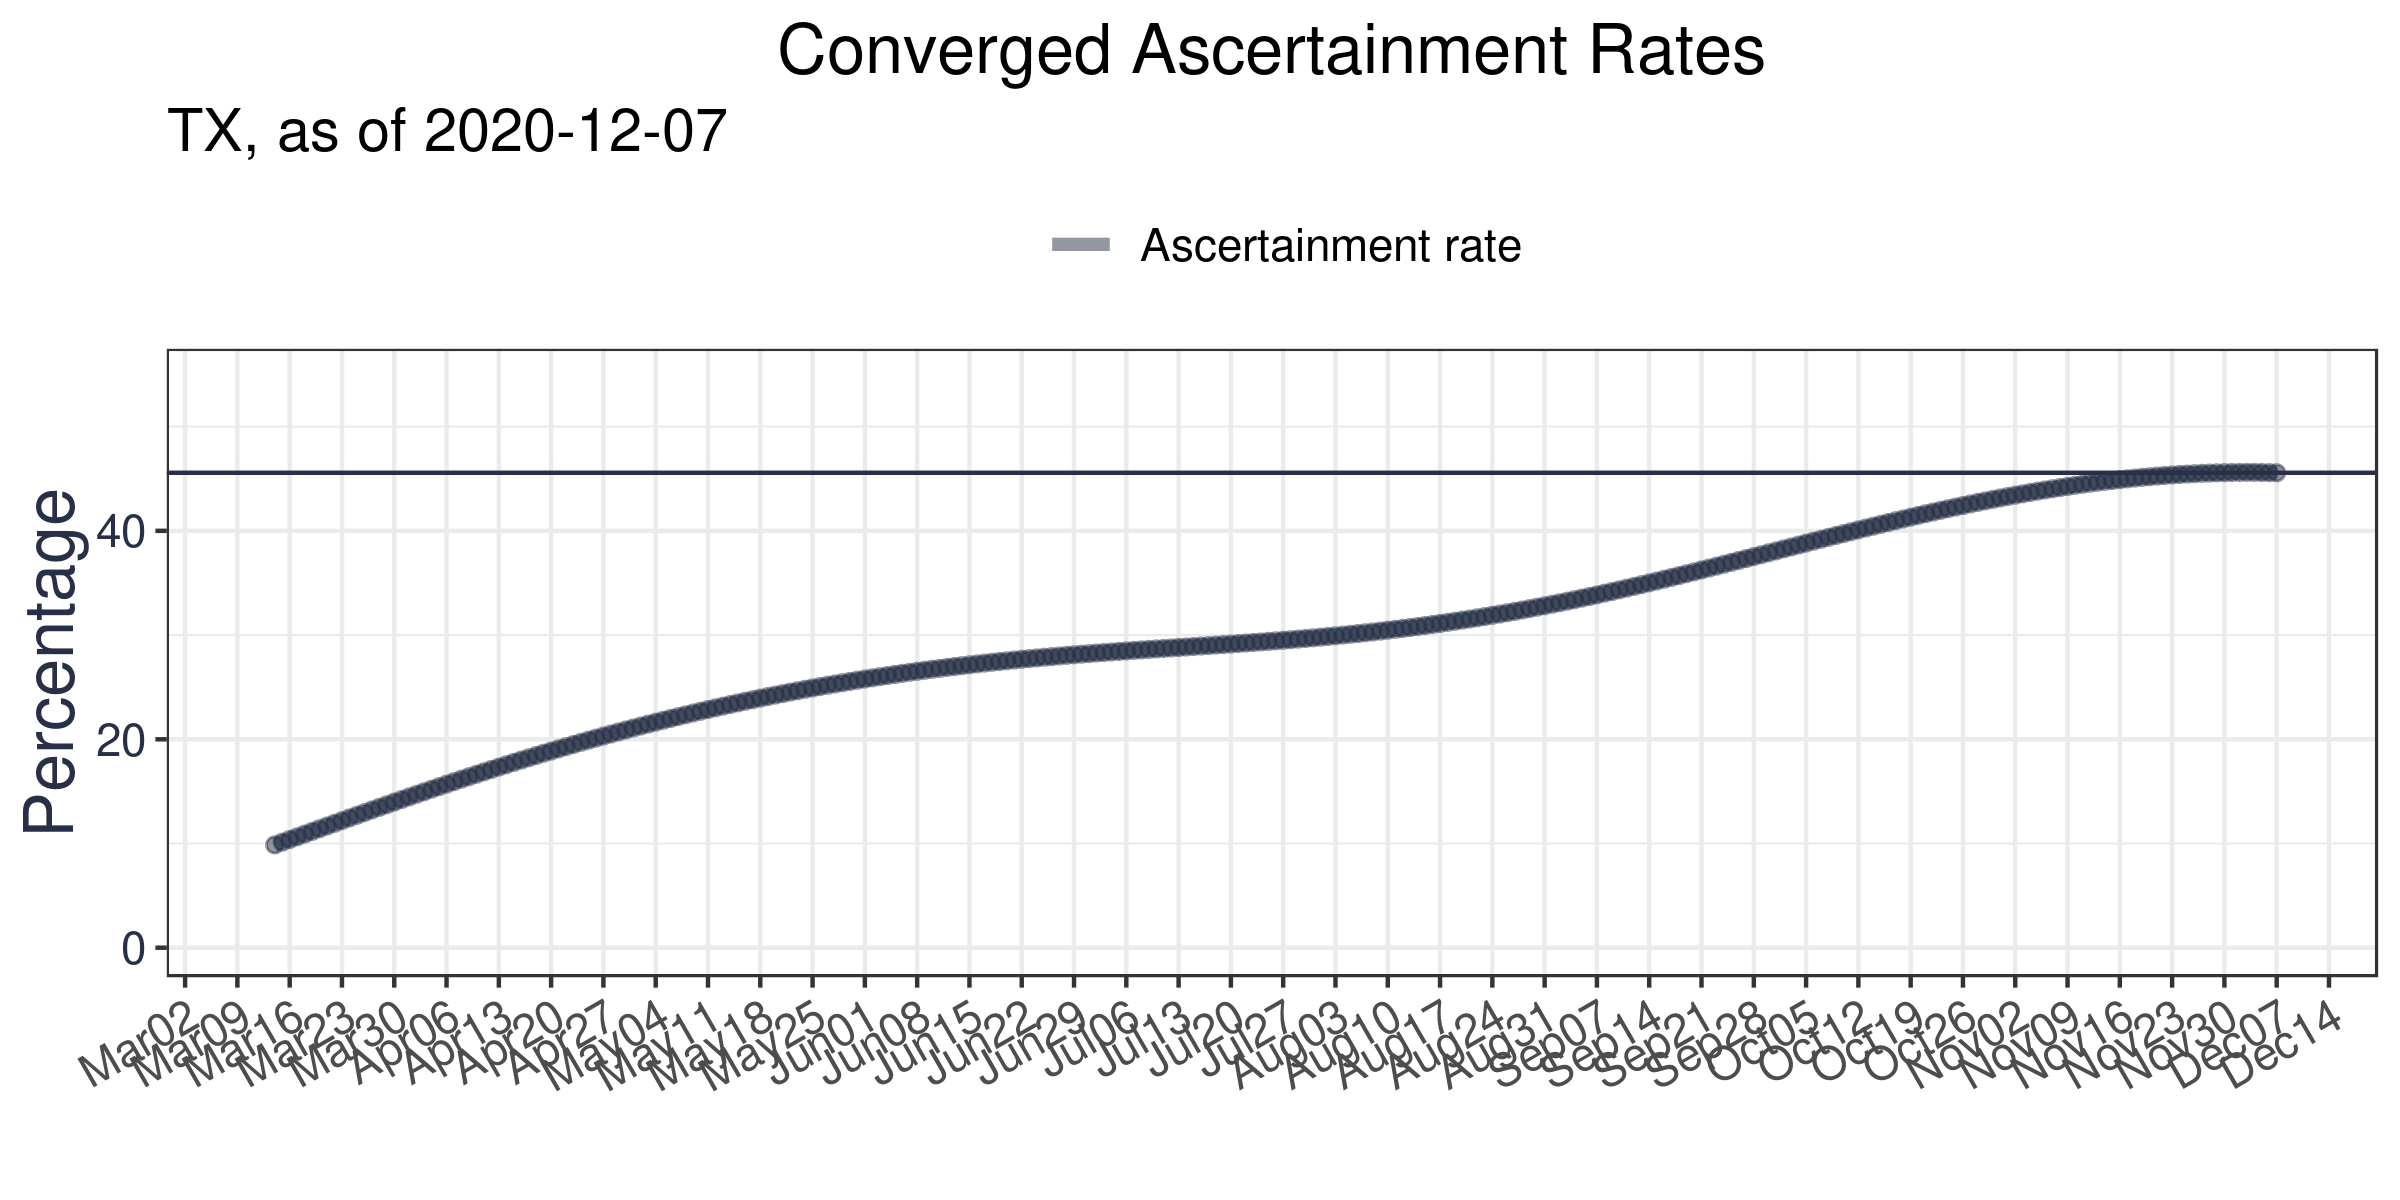 Converged Ascertainment Rates
TX, as of 2020-12-07
Ascertainment rate
Percentage
40
20
0
Mar02
Mar09
Mar16
Mar23
Mar30
Apr06
Apr13
Apr20
Apr27
May04
May11
May18
May25
Jun01
Jun08
Jun15
Jun22
Jun29
Jul06
Jul13
Jul20
Jul27
Aug03
Aug10
Aug17
Aug24
Aug31
Sep07
Sep14
Sep21
Sep28
Oct05
Oct12
Oct19
Oct26
Nov02
Nov09
Nov16
Nov23
Nov30
Dec07
Dec14